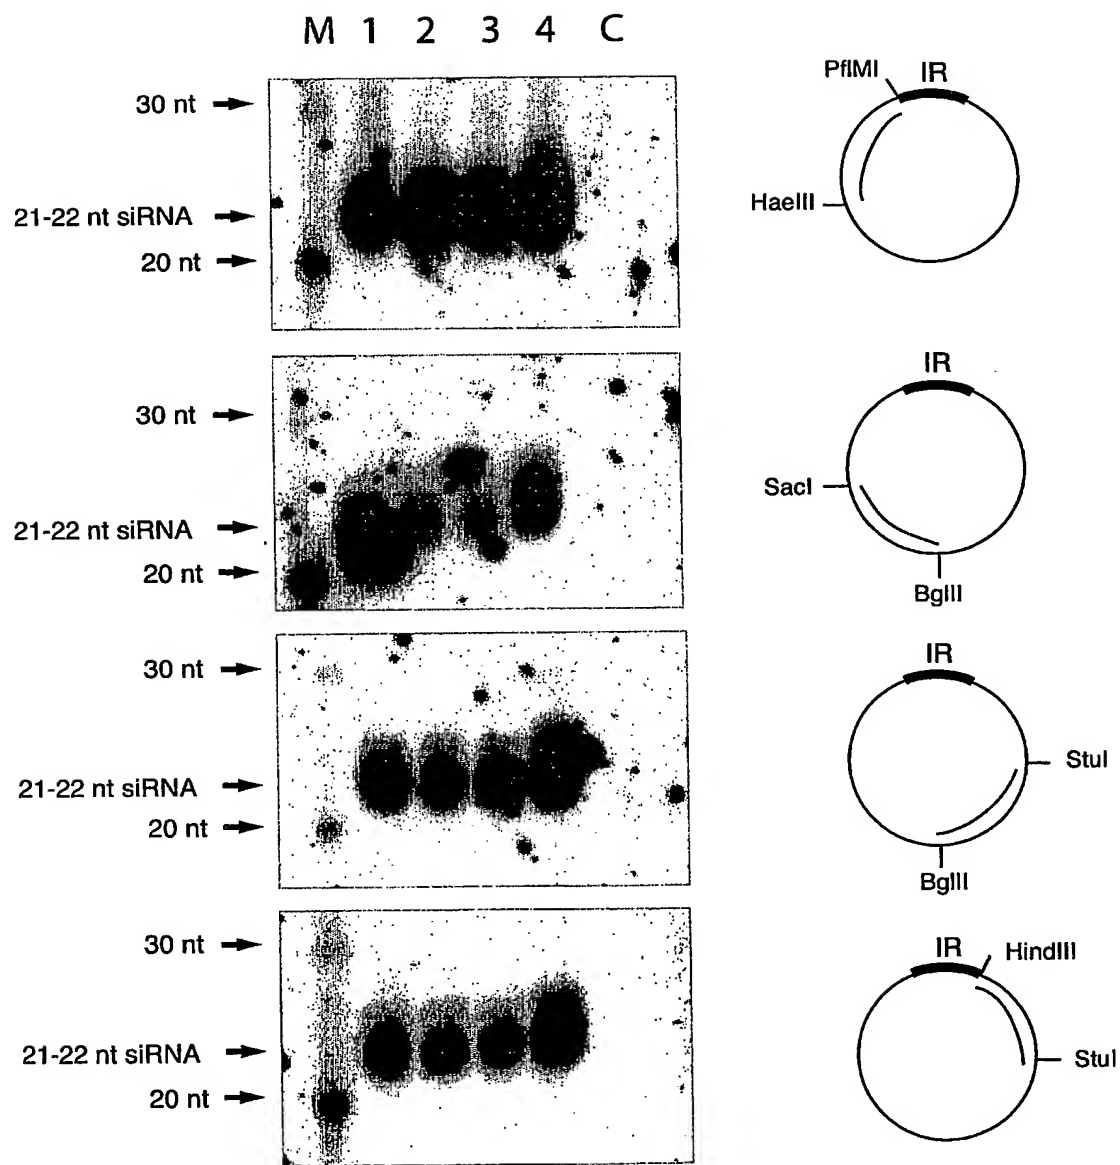 M 1 2 3 4 C
30 nt
21-22 nt siRNA
20 nt
PflMI
IR
HaeIII
30 nt
21-22 nt siRNA
20 nt
IR
SacI
BglII
30 nt
21-22 nt siRNA
20 nt
IR
StuI
BglII
30 nt
21-22 nt siRNA
20 nt
IR
HindIII
StuI